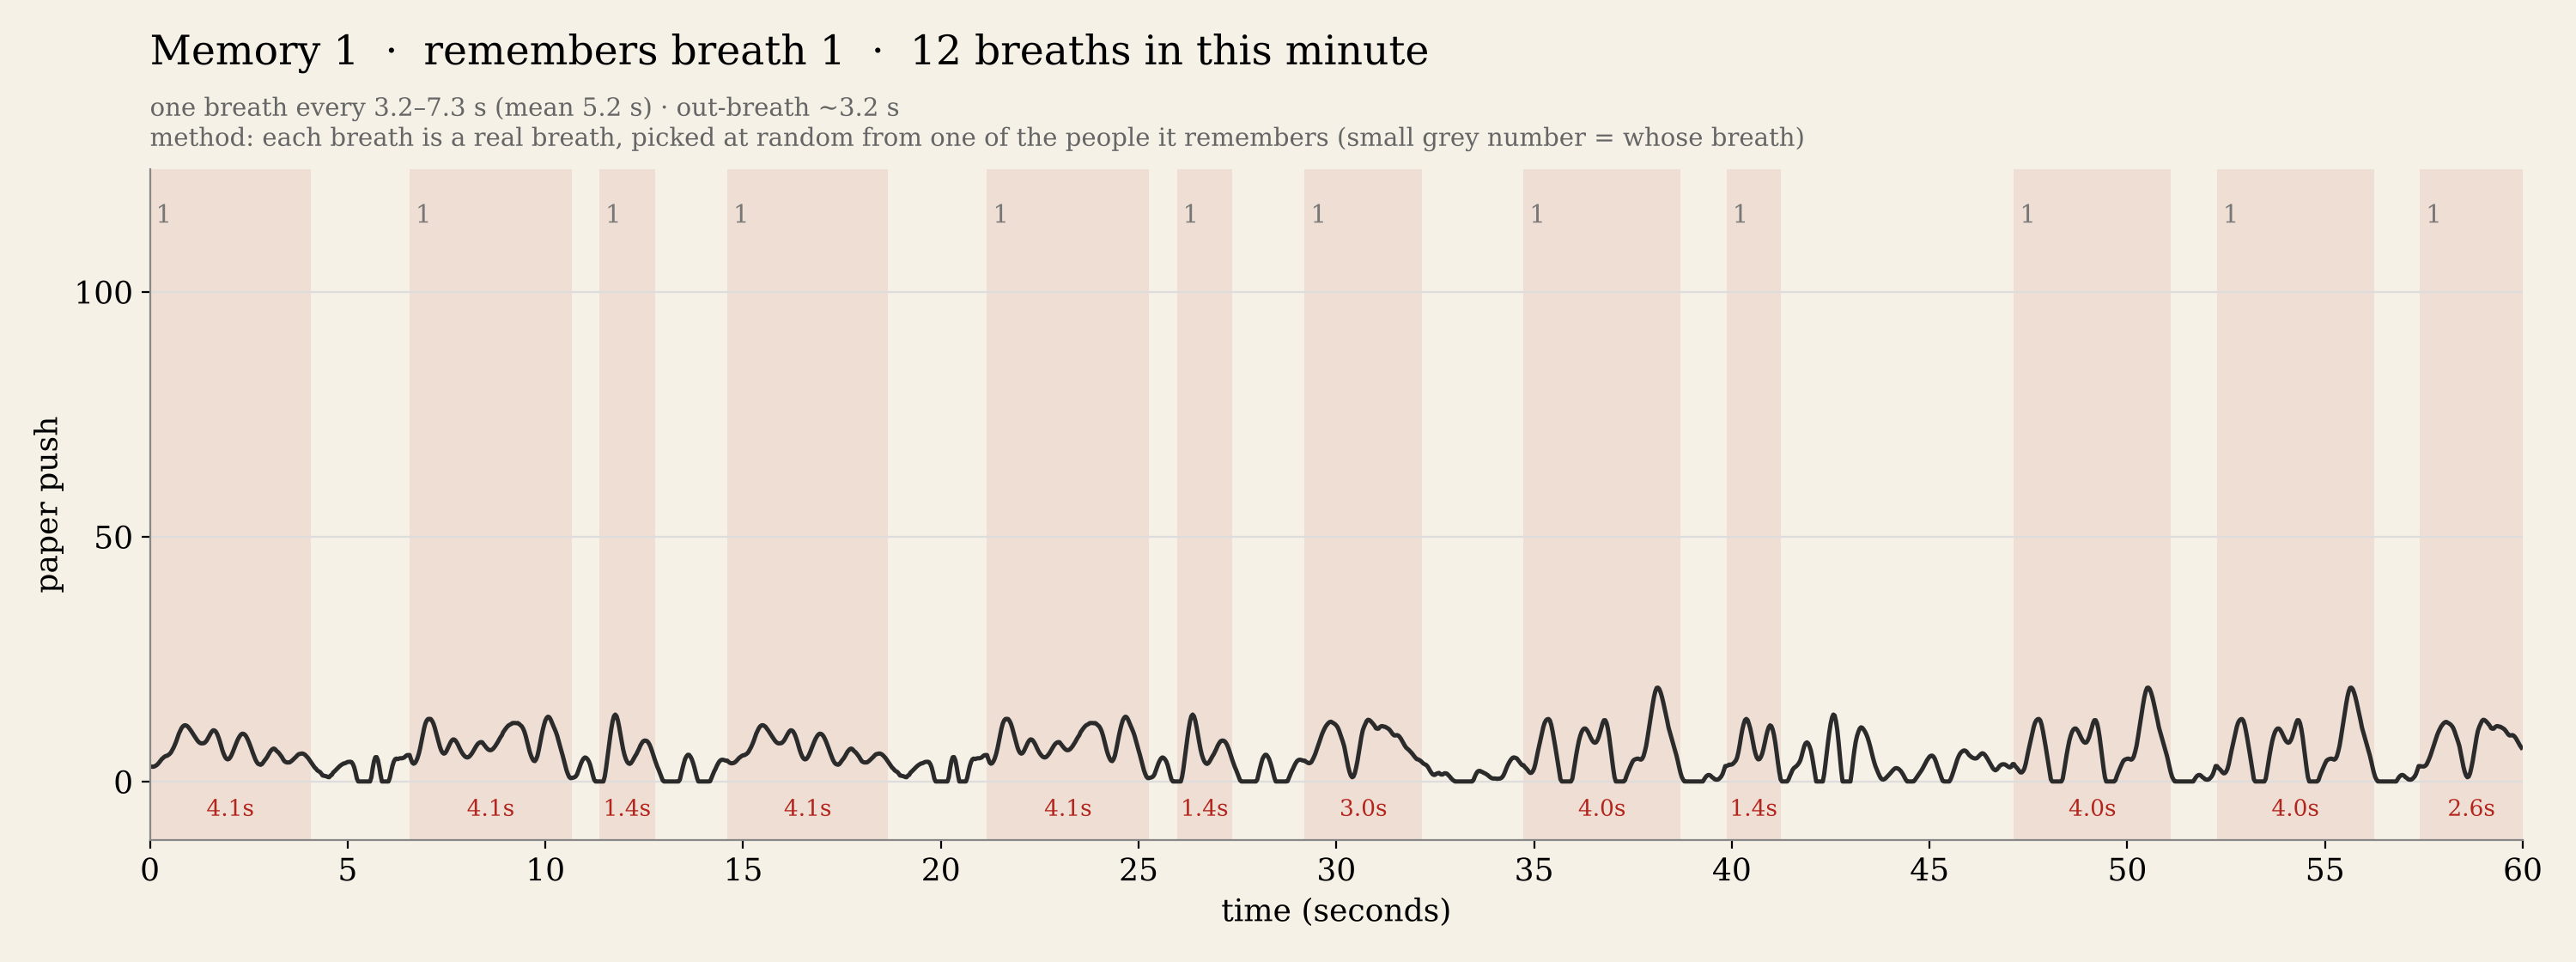 Memory 1 · remembers breath 1 · 12 breaths in this minute
one breath every 3.2–7.3 s (mean 5.2 s) · out-breath ~3.2 s
method: each breath is a real breath, picked at random from one of the people it remembers (small grey number = whose breath)
1 1 1 1 1 1 1 1 1 1 1 1
100
50
0
paper push
4.1s 4.1s 1.4s 4.1s 4.1s 1.4s 3.0s 4.0s 1.4s 4.0s 4.0s 2.6s
0 5 10 15 20 25 30 35 40 45 50 55 60
time (seconds)